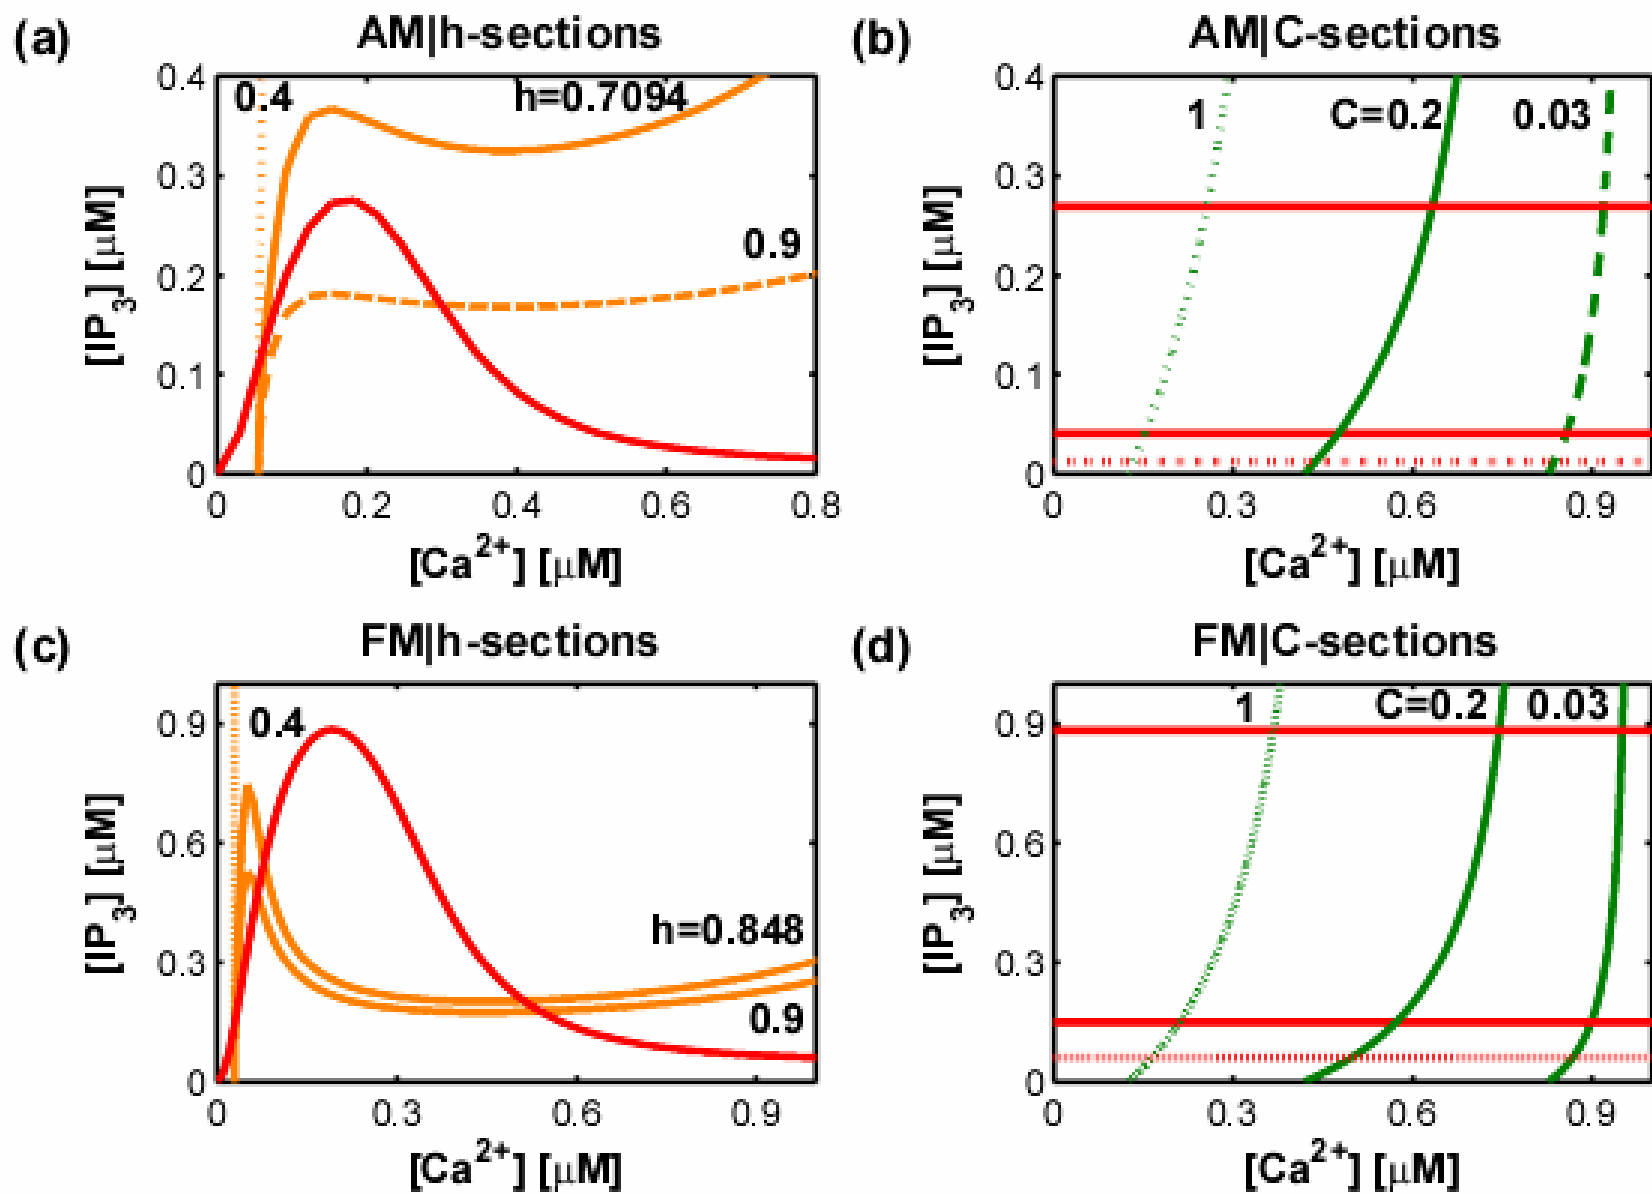 (a) AM|h-sections
0.4
0.3
0.2
0.1
0
[IP3] [μM]
0.4
h=0.7094
0.9
0 0.2 0.4 0.6 0.8
[Ca2+] [μM]
(b) AM|C-sections
0.4
0.3
0.2
0.1
0
[IP3] [μM]
1 C=0.2 0.03
0 0.3 0.6 0.9
[Ca2+] [μM]
(c) FM|h-sections
0.9
0.6
0.3
0
[IP3] [μM]
0.4
h=0.848
0.9
0 0.3 0.6 0.9
[Ca2+] [μM]
(d) FM|C-sections
0.9
0.6
0.3
0
[IP3] [μM]
1 C=0.2 0.03
0 0.3 0.6 0.9
[Ca2+] [μM]